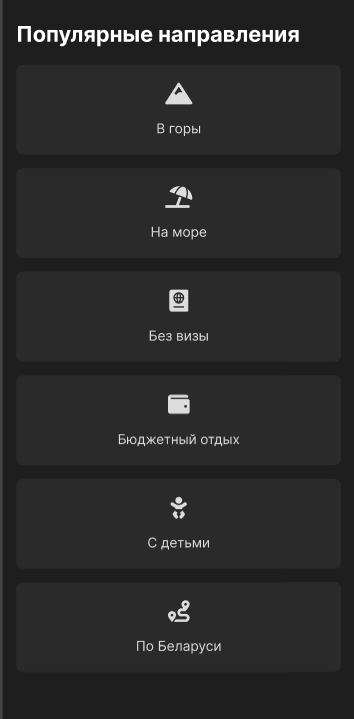 Популярные направления
В горы
На море
Без визы
Бюджетный отдых
С детьми
По Беларуси